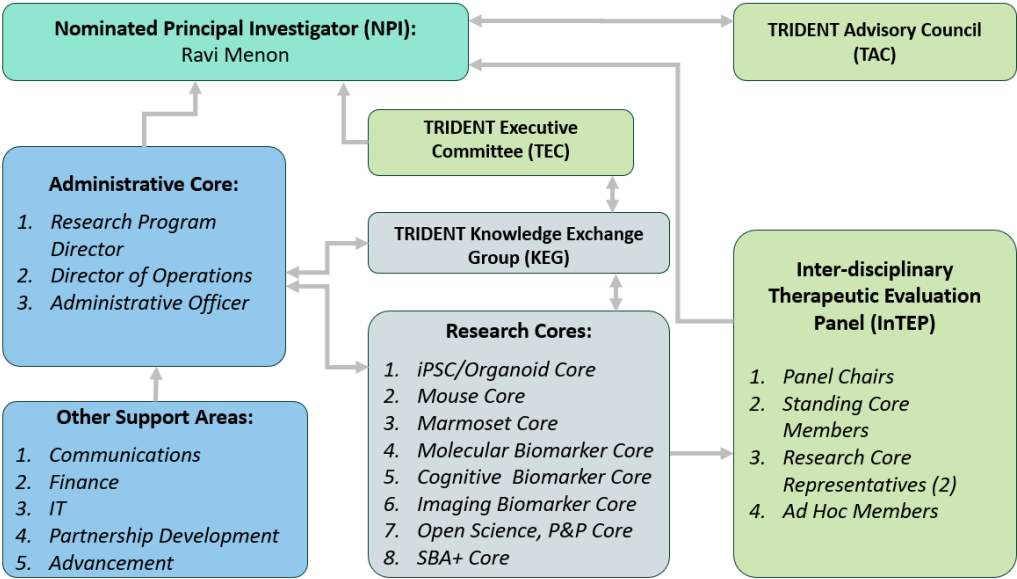 Nominated Principal Investigator (NPI):
Ravi Menon
TRIDENT Advisory Council
(TAC)
TRIDENT Executive
Committee (TEC)
Administrative Core:
1. Research Program
Director
2. Director of Operations
3. Administrative Officer
TRIDENT Knowledge Exchange
Group (KEG)
Inter-disciplinary
Therapeutic Evaluation
Panel (InTEP)
1. Panel Chairs
2. Standing Core
Members
3. Research Core
Representatives (2)
4. Ad Hoc Members
Research Cores:
1. iPSC/Organoid Core
2. Mouse Core
3. Marmoset Core
4. Molecular Biomarker Core
5. Cognitive Biomarker Core
6. Imaging Biomarker Core
7. Open Science, P&P Core
8. SBA+ Core
Other Support Areas:
1. Communications
2. Finance
3. IT
4. Partnership Development
5. Advancement